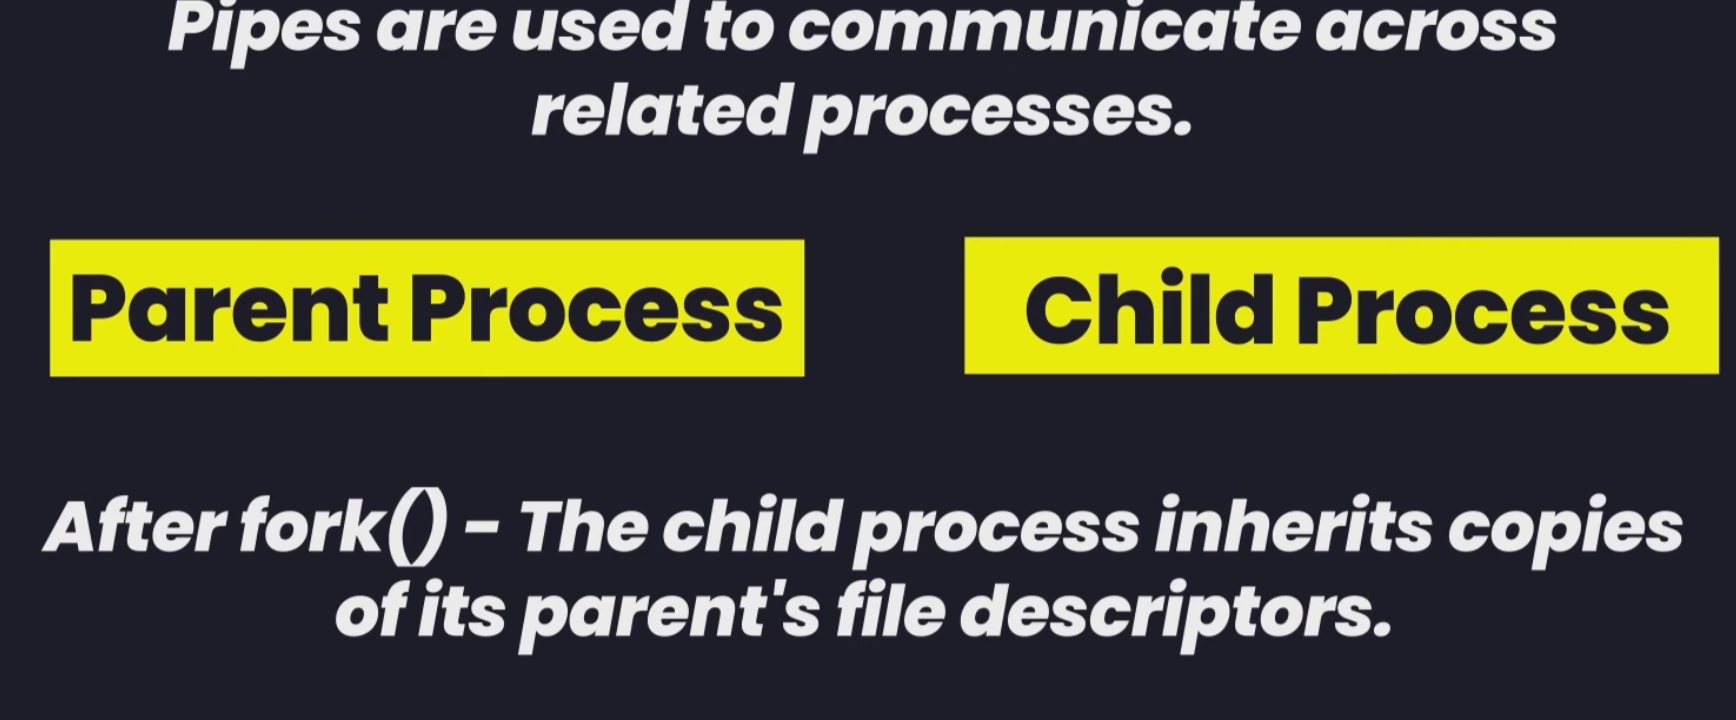 Pipes are used to communicate across
related processes.
Parent Process
Child Process
After fork() - The child process inherits copies
of its parent's file descriptors.